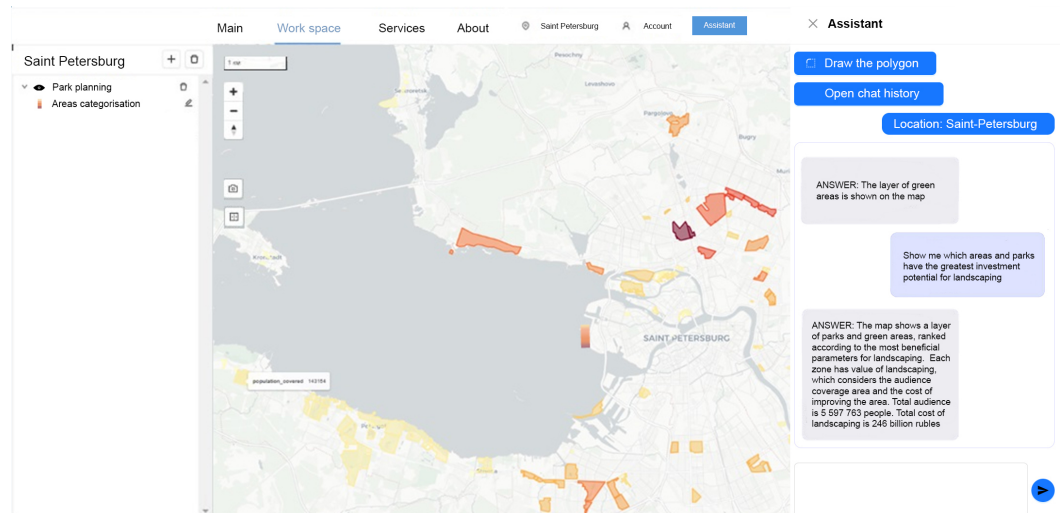 Main
Work space
Services
About
Saint Petersburg
Account
Assistant
Assistant
Saint Petersburg
Park planning
Areas categorisation
Pesochny
Levashovo
Pargolovo
Bugry
SAINT PETERSBURG
population_covered 143184
Draw the polygon
Open chat history
Location: Saint-Petersburg
ANSWER: The layer of green
areas is shown on the map
Show me which areas and parks
have the greatest investment
potential for landscaping
ANSWER: The map shows a layer
of parks and green areas, ranked
according to the most beneficial
parameters for landscaping. Each
zone has value of landscaping,
which considers the audience
coverage area and the cost of
improving the area. Total audience
is 5 597 763 people. Total cost of
landscaping is 246 billion rubles